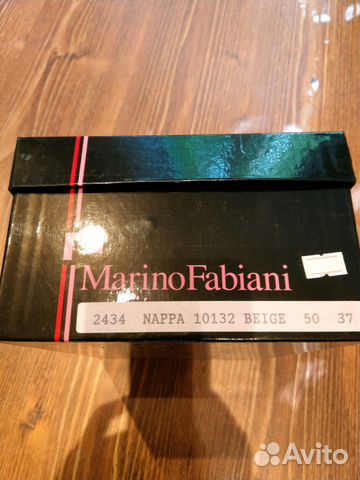 MarinoFabiani
2434 NAPPA 10132 BEIGE 50 37
Avito